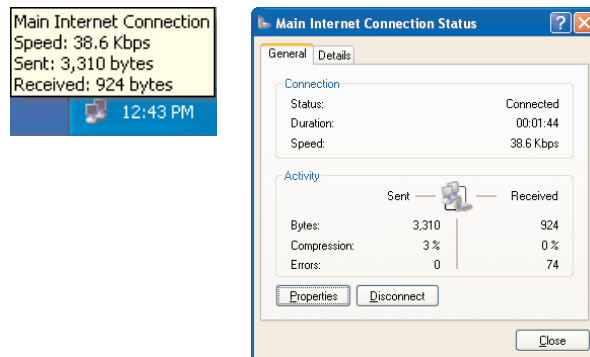 Main Internet Connection
Speed: 38.6 Kbps
Sent: 3,310 bytes
Received: 924 bytes
12:43 PM
Main Internet Connection Status
General Details
Connection
Status: Connected
Duration: 00:01:44
Speed: 38.6 Kbps
Activity
Sent Received
Bytes: 3,310 924
Compression: 3 % 0 %
Errors: 0 74
Properties Disconnect
Close